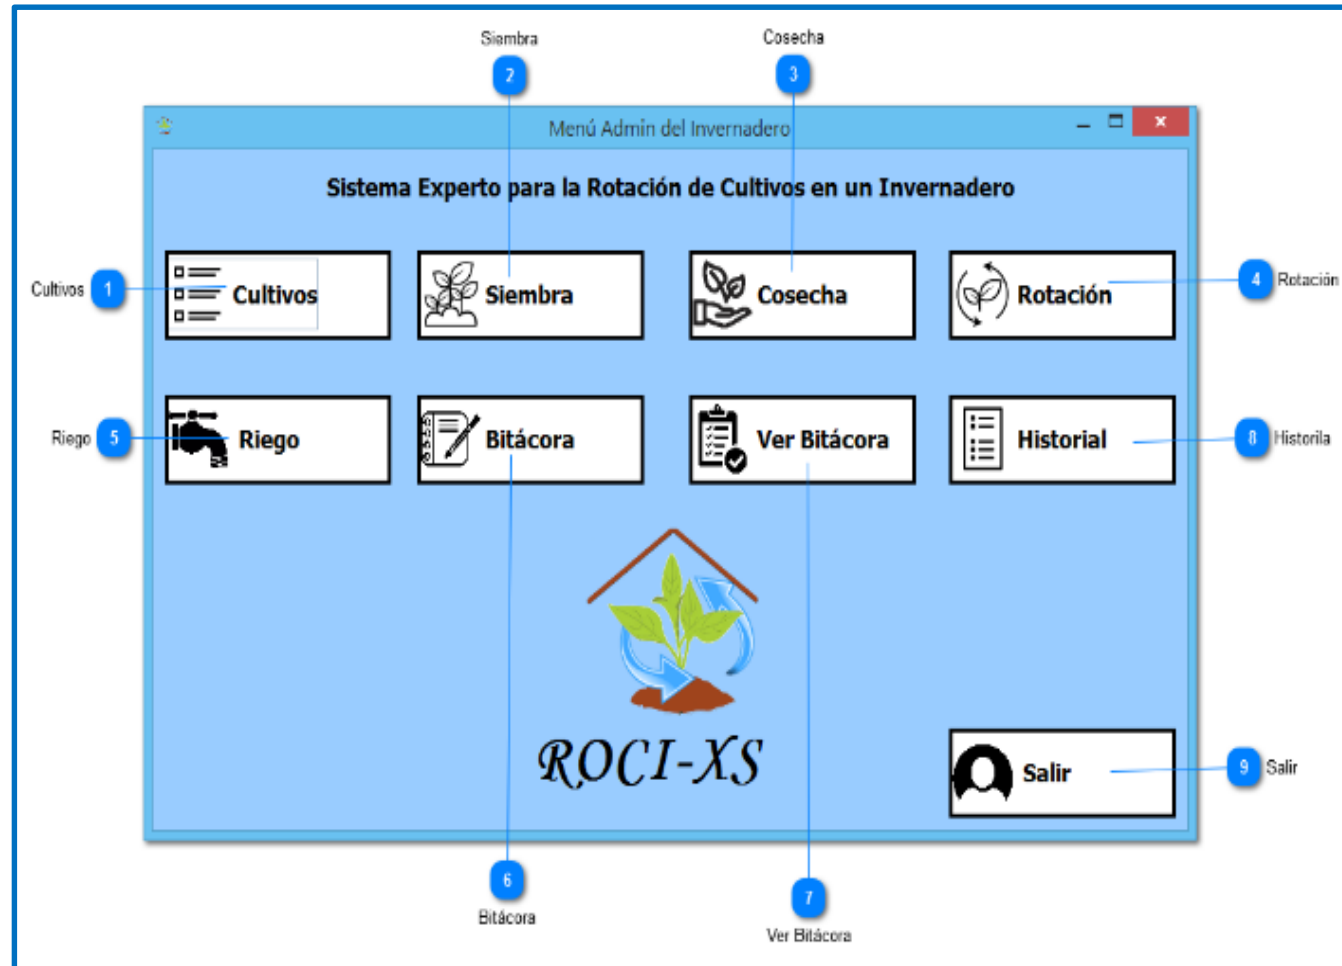 Siembra
2
Cosecha
3
Menú Admin del Invernadero
Sistema Experto para la Rotación de Cultivos en un Invernadero
Cultivos 1
Cultivos
Siembra
Cosecha
Rotación
4 Rotación
Riego 5
Riego
Bitácora
Ver Bitácora
Historial
8 Historila
ROCI-XS
Salir
9 Salir
6
Bitácora
7
Ver Bitácora